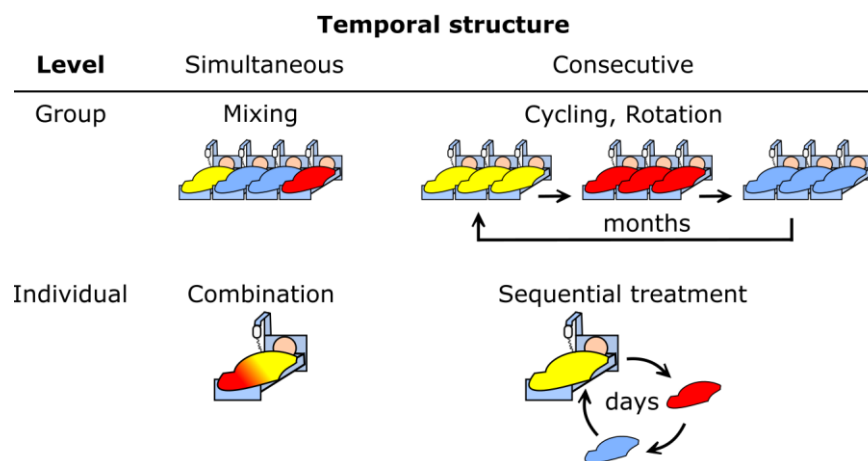 Temporal structure
Level Simultaneous Consecutive
Group Mixing Cycling, Rotation
months
Individual Combination Sequential treatment
days